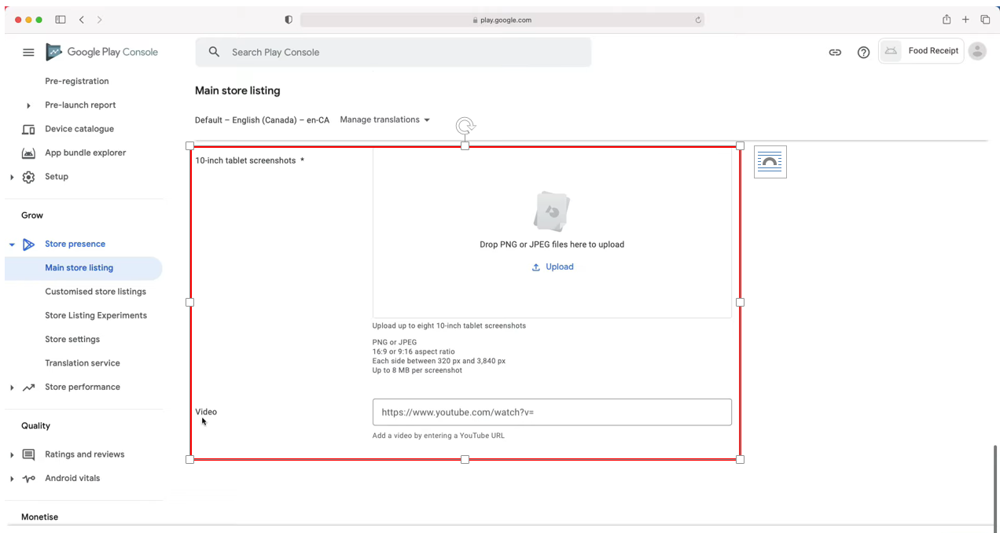 play.google.com
Google Play Console
Search Play Console
Food Receipt
Pre-registration
Pre-launch report
Device catalogue
App bundle explorer
Setup
Grow
Store presence
Main store listing
Customised store listings
Store Listing Experiments
Store settings
Translation service
Store performance
Quality
Ratings and reviews
Android vitals
Monetise
Main store listing
Default – English (Canada) – en-CA Manage translations
10-inch tablet screenshots *
Drop PNG or JPEG files here to upload
Upload
Upload up to eight 10-inch tablet screenshots
PNG or JPEG
16:9 or 9:16 aspect ratio
Each side between 320 px and 3,840 px
Up to 8 MB per screenshot
Video
https://www.youtube.com/watch?v=
Add a video by entering a YouTube URL